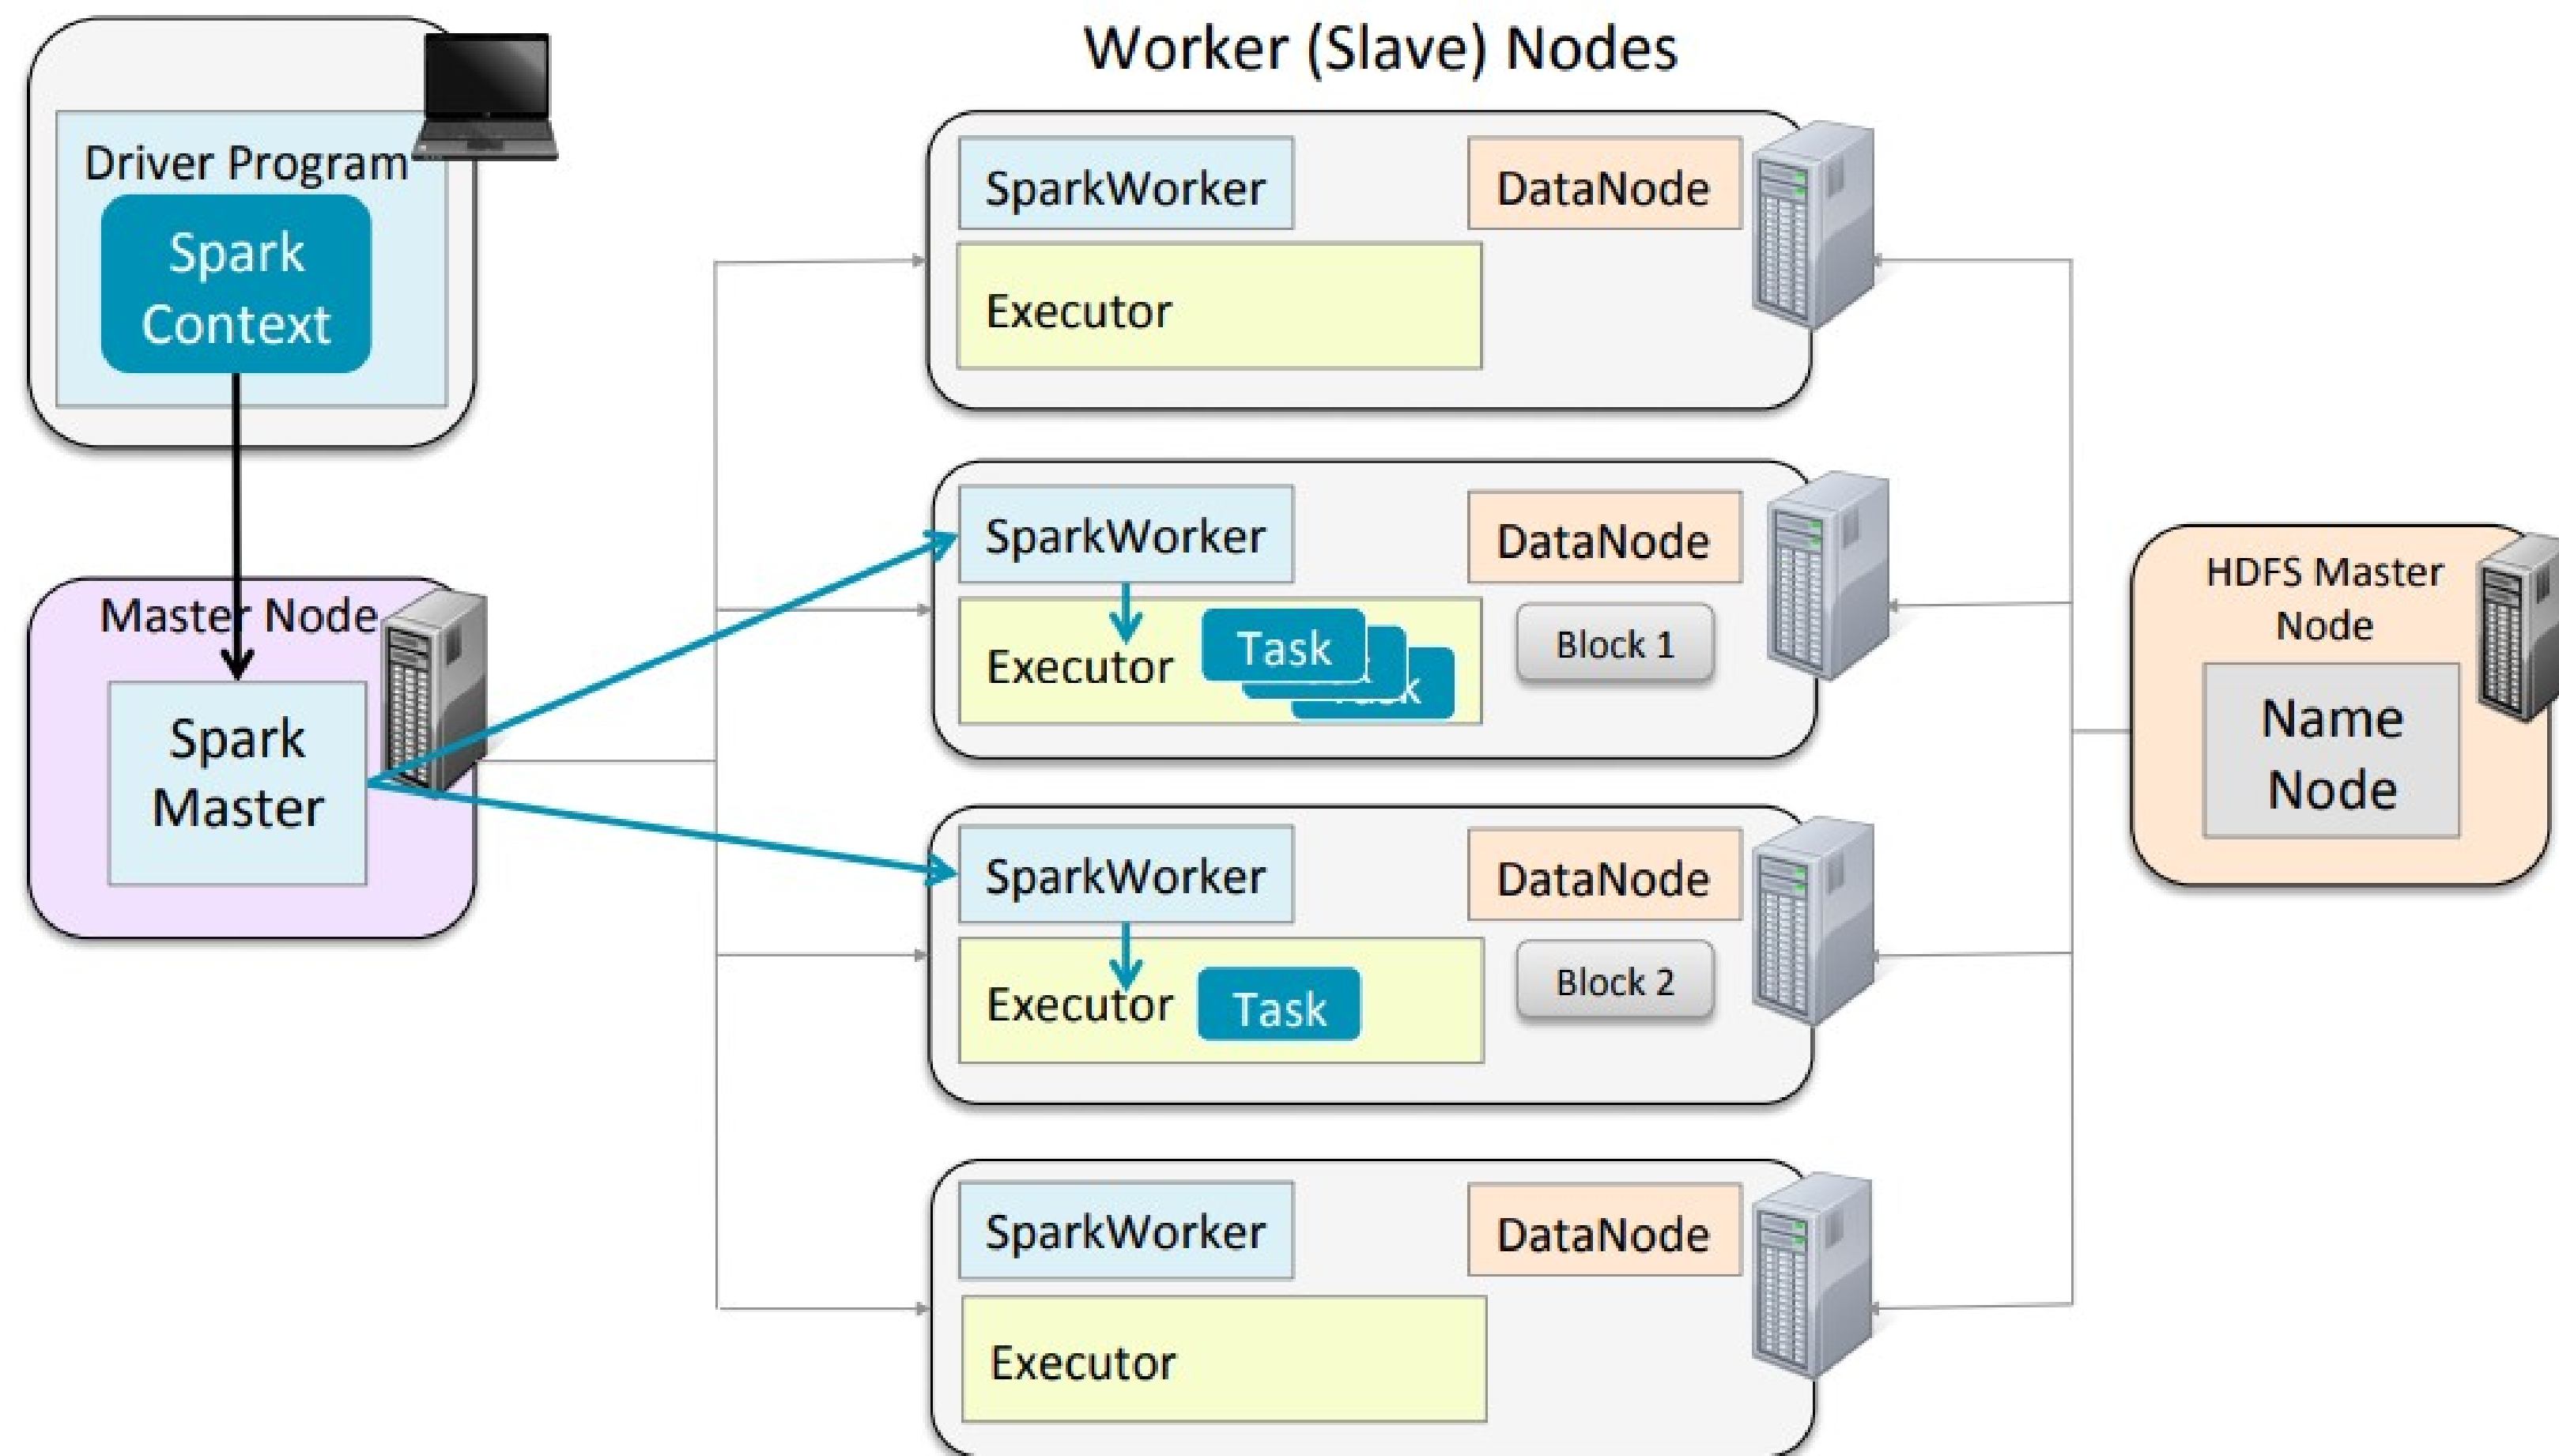 Worker (Slave) Nodes
Driver Program
Spark
Context
Master Node
Spark
Master
SparkWorker
DataNode
Executor
SparkWorker
DataNode
Executor
Task
Block 1
SparkWorker
DataNode
Executor
Task
Block 2
SparkWorker
DataNode
Executor
HDFS Master
Node
Name
Node